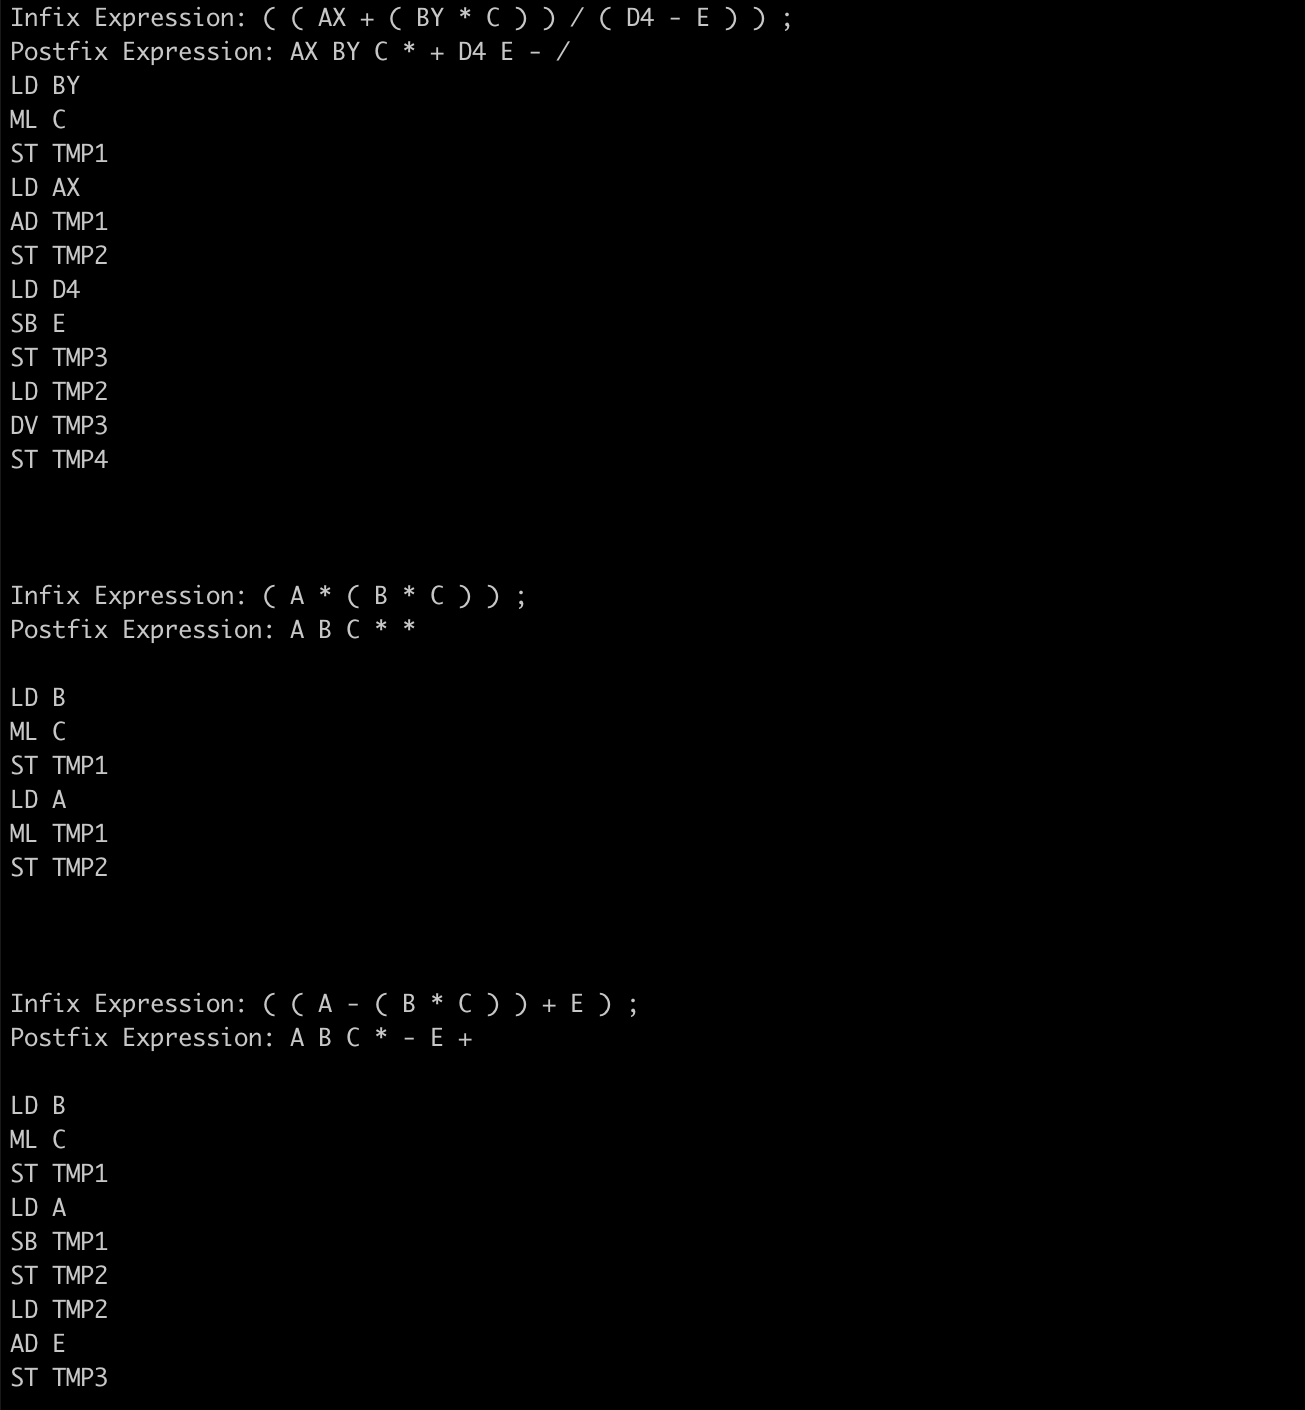 Infix Expression: ( ( AX + ( BY * C ) ) / ( D4 - E ) ) ;
Postfix Expression: AX BY C * + D4 E - /
LD BY
ML C
ST TMP1
LD AX
AD TMP1
ST TMP2
LD D4
SB E
ST TMP3
LD TMP2
DV TMP3
ST TMP4
Infix Expression: ( A * ( B * C ) ) ;
Postfix Expression: A B C * *
LD B
ML C
ST TMP1
LD A
ML TMP1
ST TMP2
Infix Expression: ( ( A - ( B * C ) ) + E ) ;
Postfix Expression: A B C * - E +
LD B
ML C
ST TMP1
LD A
SB TMP1
ST TMP2
LD TMP2
AD E
ST TMP3